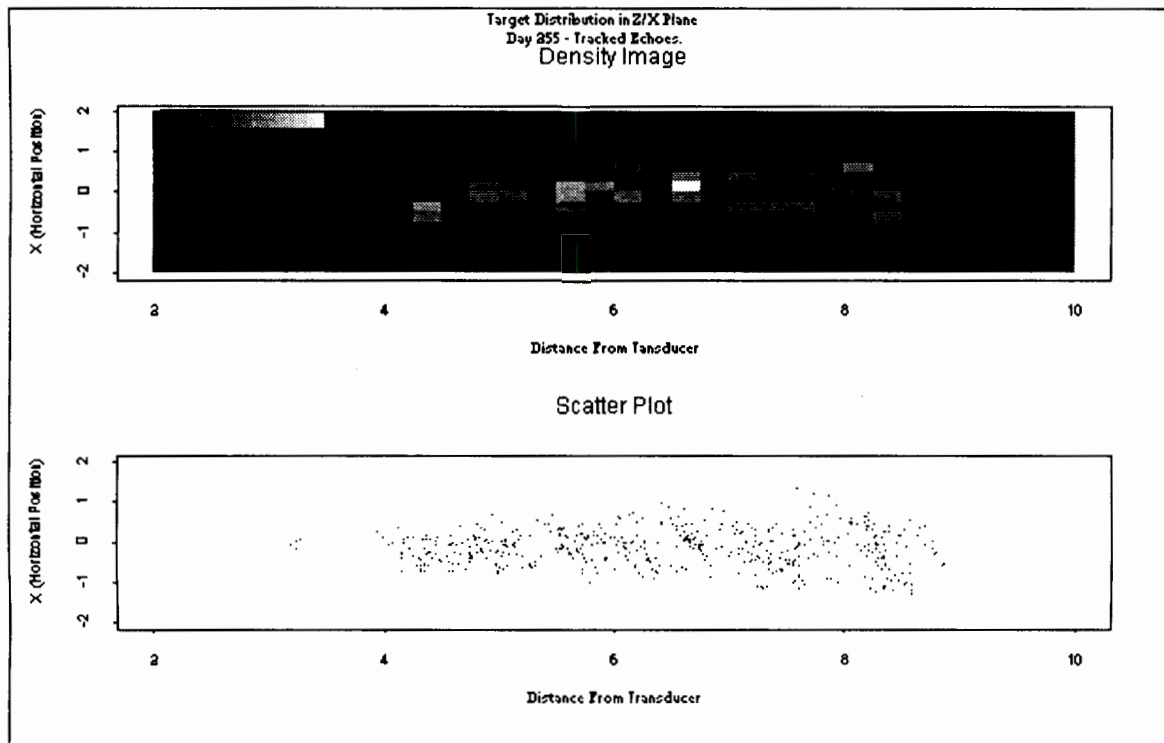 Target Distribution in Z/X Plane
Day 255 - Tracked Echoes.
Density Image
X (Horizontal Position)
2
1
0
-1
-2
2 4 6 8 10
Distance From Tansducer
Scatter Plot
X (Horizontal Position)
2
1
0
-1
-2
2 4 6 8 10
Distance From Transducer